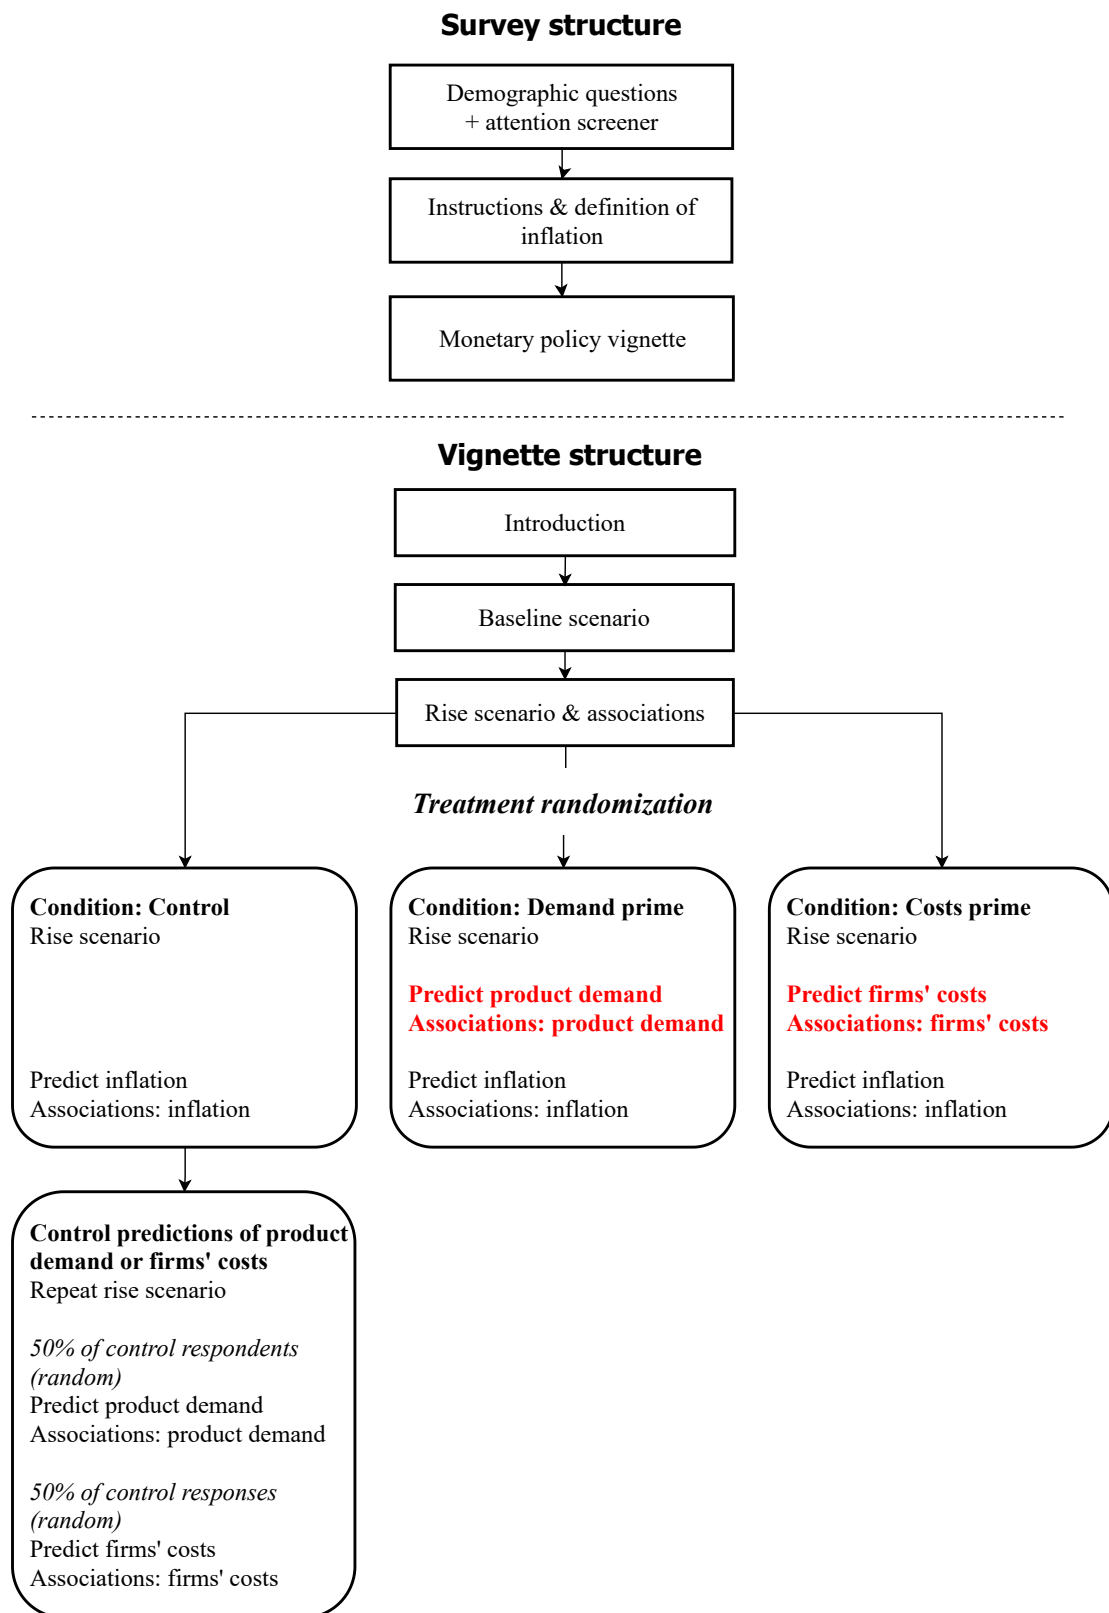 Survey structure
Demographic questions
+ attention screener
Instructions & definition of
inflation
Monetary policy vignette
Vignette structure
Introduction
Baseline scenario
Rise scenario & associations
Treatment randomization
Condition: Control
Rise scenario
Predict inflation
Associations: inflation
Condition: Demand prime
Rise scenario
Predict product demand
Associations: product demand
Predict inflation
Associations: inflation
Condition: Costs prime
Rise scenario
Predict firms' costs
Associations: firms' costs
Predict inflation
Associations: inflation
Control predictions of product
demand or firms' costs
Repeat rise scenario
50% of control respondents
(random)
Predict product demand
Associations: product demand
50% of control responses
(random)
Predict firms' costs
Associations: firms' costs